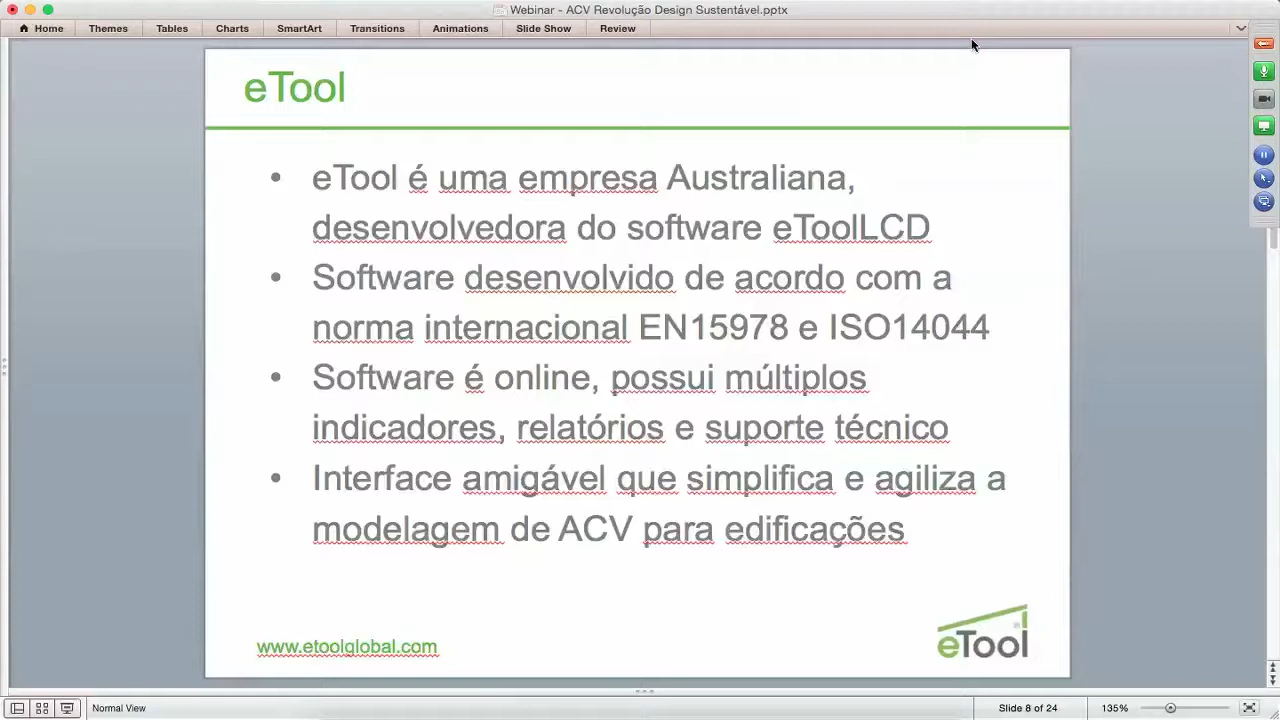 Webinar - ACV Revolução Design Sustentável.pptx
Home Themes Tables Charts SmartArt Transitions Animations Slide Show Review
eTool
• eTool é uma empresa Australiana,
desenvolvedora do software eToolLCD
• Software desenvolvido de acordo com a
norma internacional EN15978 e ISO14044
• Software é online, possui múltiplos
indicadores, relatórios e suporte técnico
• Interface amigável que simplifica e agiliza a
modelagem de ACV para edificações
www.etoolglobal.com
eTool
Normal View Slide 8 of 24 135%